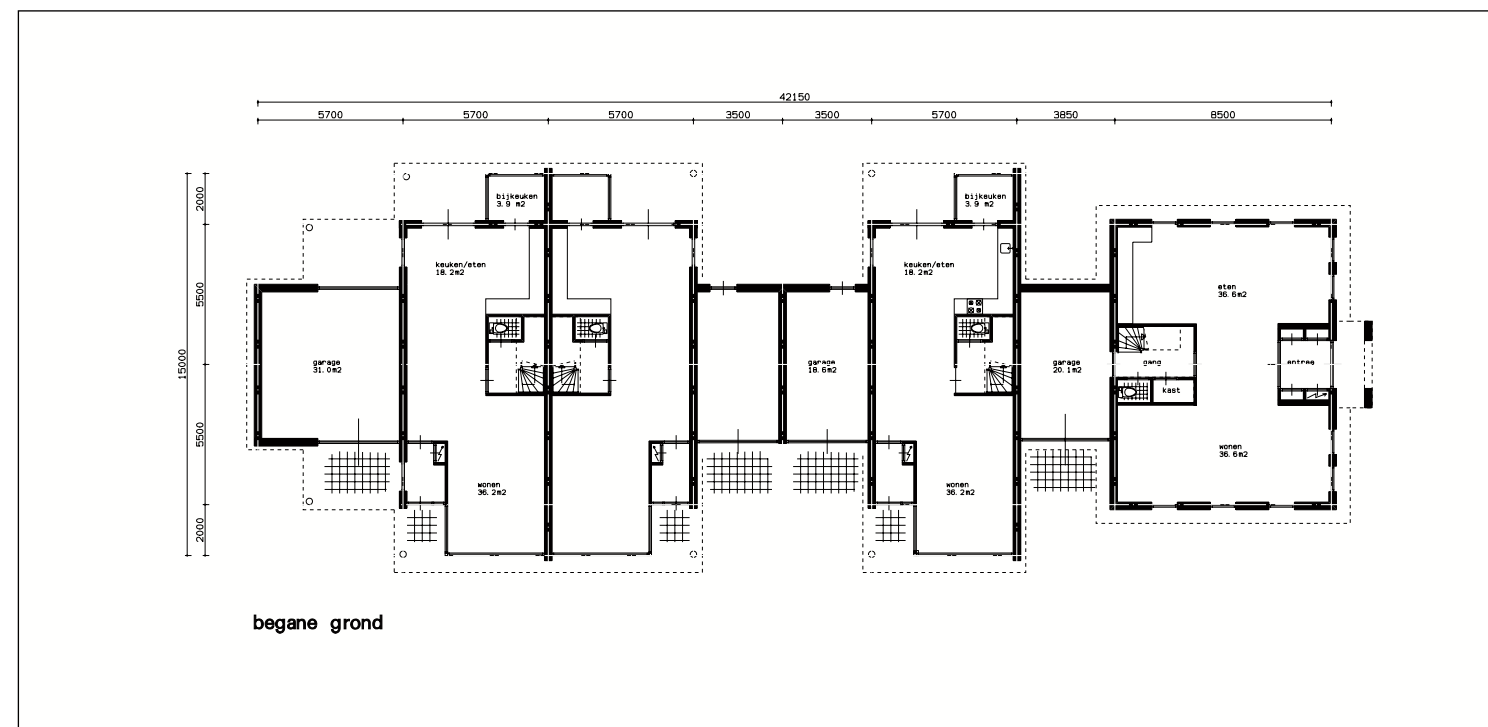 42150
5700 5700 5700 3500 3500 5700 3850 8500
2000
5500
15000
5500
2000
bijkeuken
3.9 m2
bijkeuken
3.9 m2
keuken/eten
18.2m2
keuken/eten
18.2m2
eten
36.6m2
garage
31.0m2
garage
18.6m2
garage
20.1m2
gang
entree
kast
wonen
36.2m2
wonen
36.2m2
wonen
36.6m2
begane grond